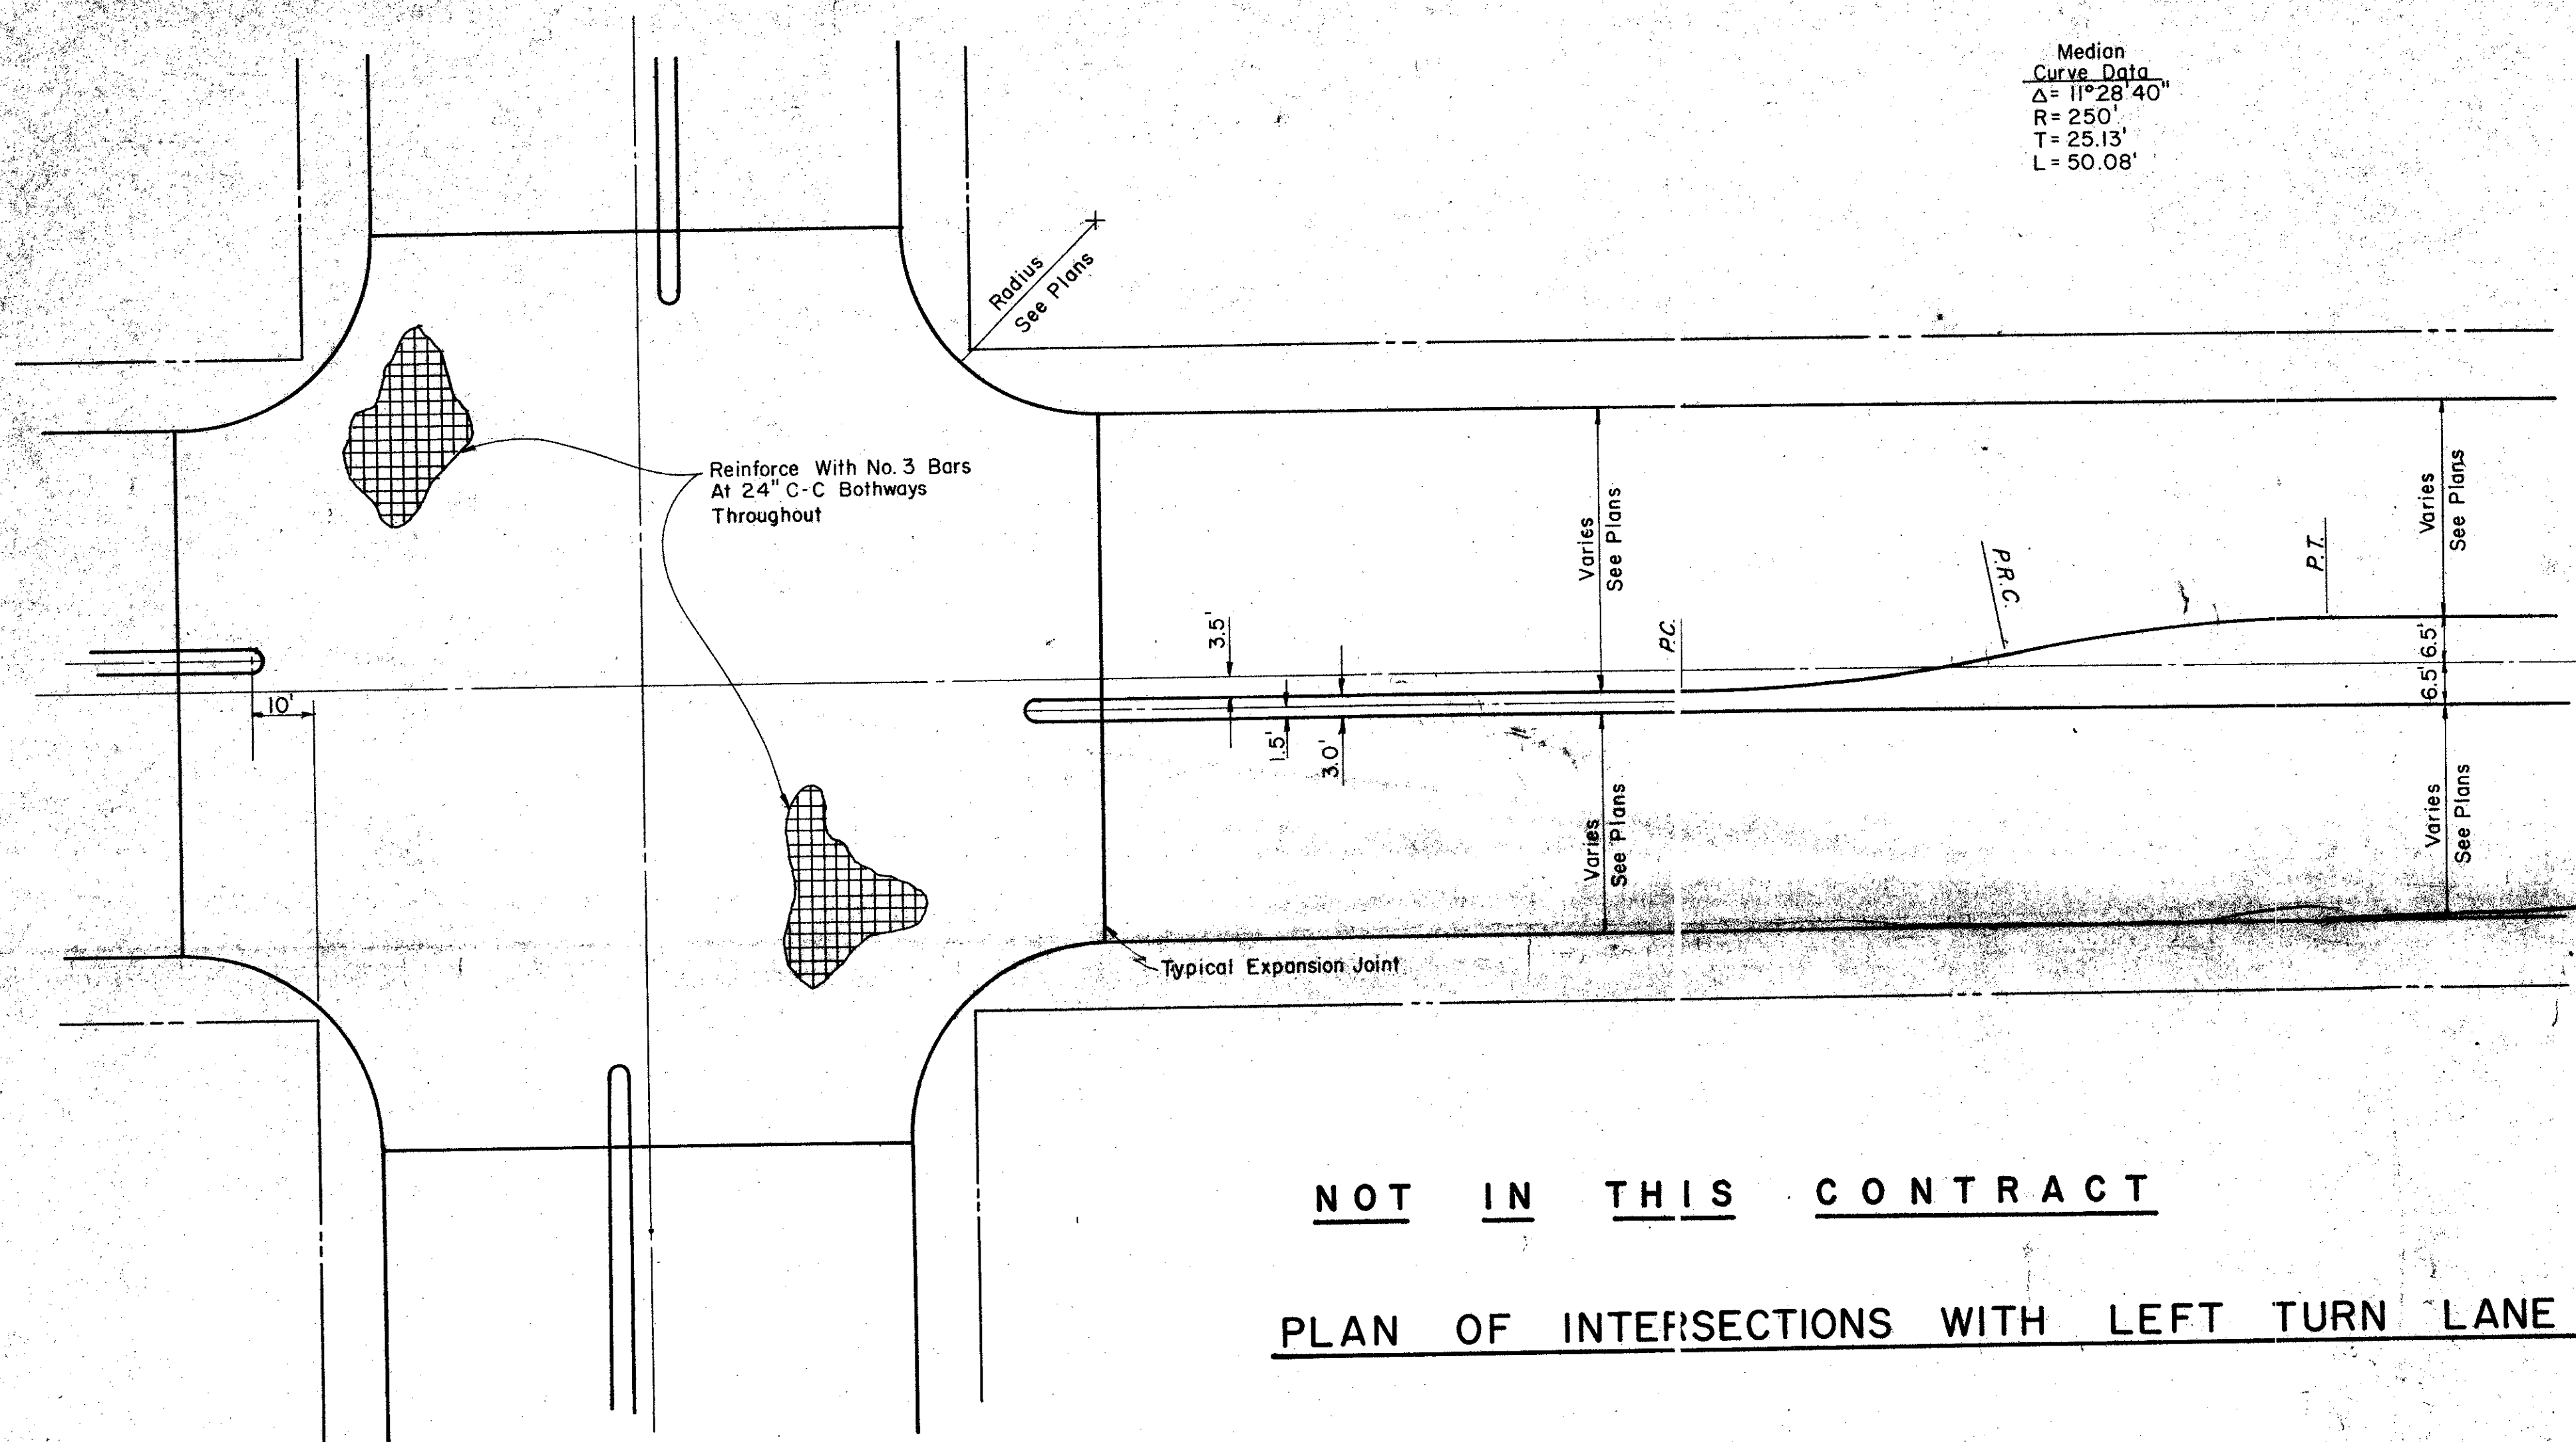 Median
Curve Data
Δ= 11°28'40"
R= 250'
T= 25.13'
L= 50.08'
Radius
See Plans
Reinforce With No. 3 Bars
At 24" C-C Bothways
Throughout
Varies
See Plans
Varies
See Plans
P.R.C.
P.T.
P.C.
3.5'
6.5'
6.5'
10'
1.5'
3.0'
Varies
See Plans
Varies
See Plans
Typical Expansion Joint
NOT IN THIS CONTRACT
PLAN OF INTERSECTIONS WITH LEFT TURN LANE